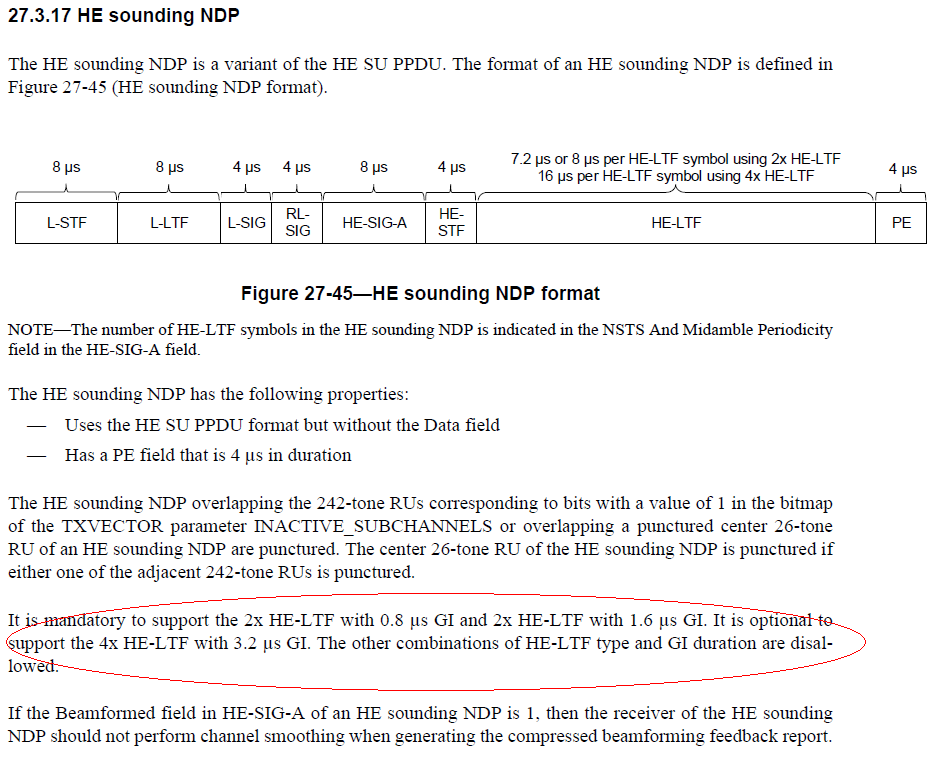 27.3.17 HE sounding NDP
The HE sounding NDP is a variant of the HE SU PPDU. The format of an HE sounding NDP is defined in
Figure 27-45 (HE sounding NDP format).
8 µs
8 µs
4 µs
4 µs
8 µs
4 µs
7.2 µs or 8 µs per HE-LTF symbol using 2x HE-LTF
16 µs per HE-LTF symbol using 4x HE-LTF
4 µs
L-STF
L-LTF
L-SIG
RL-
SIG
HE-SIG-A
HE-
STF
HE-LTF
PE
Figure 27-45—HE sounding NDP format
NOTE—The number of HE-LTF symbols in the HE sounding NDP is indicated in the NSTS And Midamble Periodicity
field in the HE-SIG-A field.
The HE sounding NDP has the following properties:
— Uses the HE SU PPDU format but without the Data field
— Has a PE field that is 4 µs in duration
The HE sounding NDP overlapping the 242-tone RUs corresponding to bits with a value of 1 in the bitmap
of the TXVECTOR parameter INACTIVE_SUBCHANNELS or overlapping a punctured center 26-tone
RU of an HE sounding NDP are punctured. The center 26-tone RU of the HE sounding NDP is punctured if
either one of the adjacent 242-tone RUs is punctured.
It is mandatory to support the 2x HE-LTF with 0.8 µs GI and 2x HE-LTF with 1.6 µs GI. It is optional to
support the 4x HE-LTF with 3.2 µs GI. The other combinations of HE-LTF type and GI duration are disal-
lowed.
If the Beamformed field in HE-SIG-A of an HE sounding NDP is 1, then the receiver of the HE sounding
NDP should not perform channel smoothing when generating the compressed beamforming feedback report.